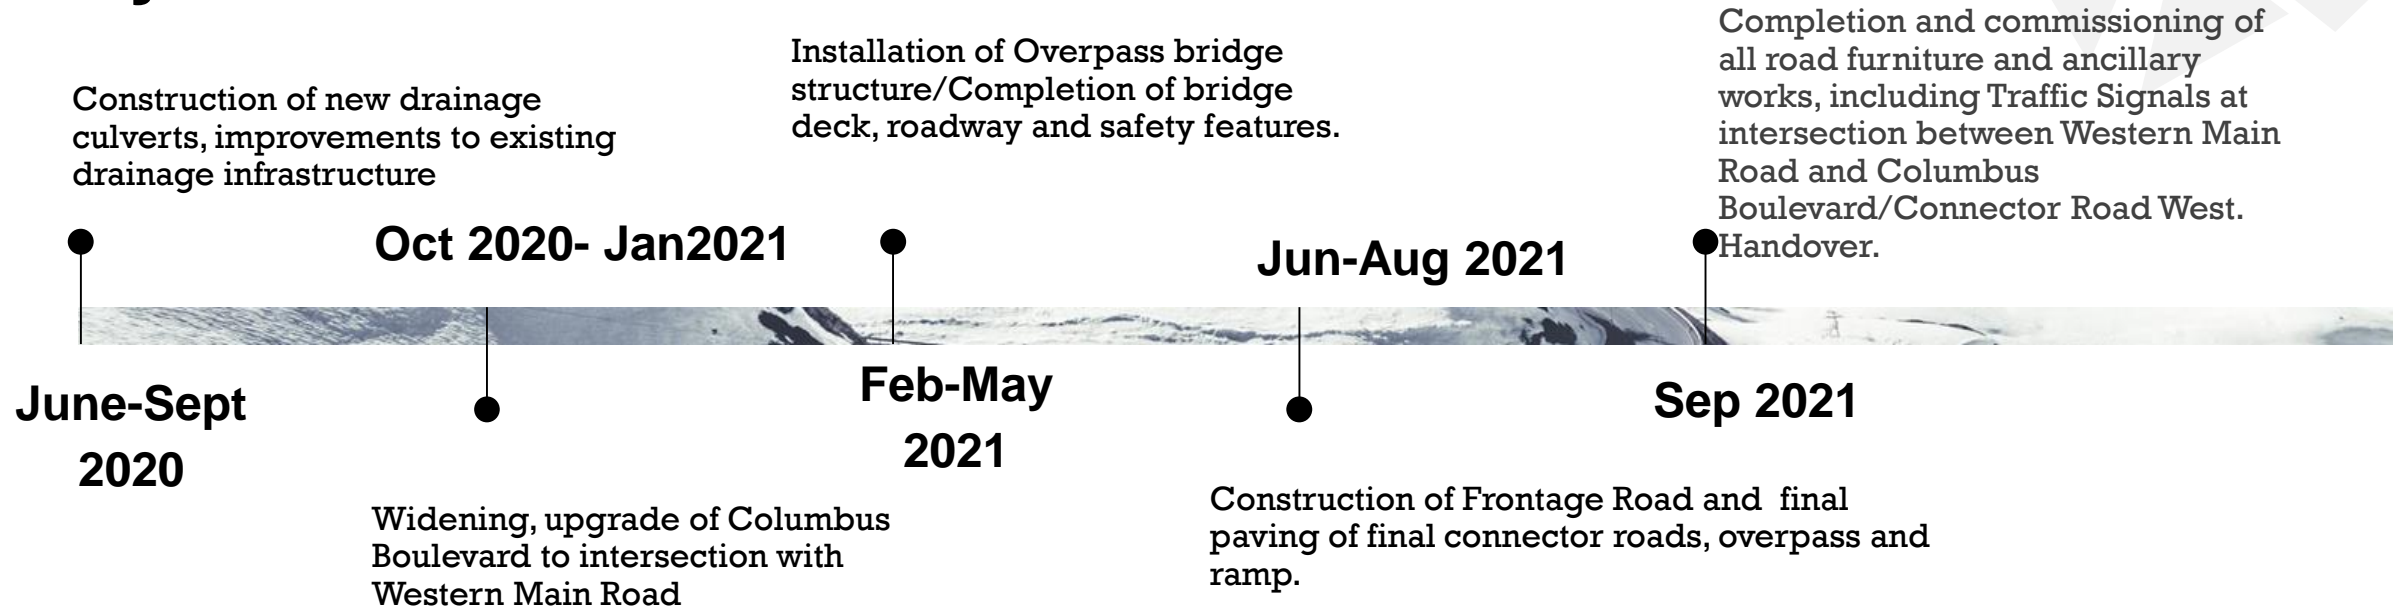 Construction of new drainage
culverts, improvements to existing
drainage infrastructure
June-Sept
2020
Oct 2020- Jan2021
Widening, upgrade of Columbus
Boulevard to intersection with
Western Main Road
Installation of Overpass bridge
structure/Completion of bridge
deck, roadway and safety features.
Feb-May
2021
Jun-Aug 2021
Construction of Frontage Road and  final
paving of final connector roads, overpass and
ramp.
Completion and commissioning of
all road furniture and ancillary
works, including Traffic Signals at
intersection between Western Main
Road and Columbus
Boulevard/Connector Road West.
Handover.
Sep 2021